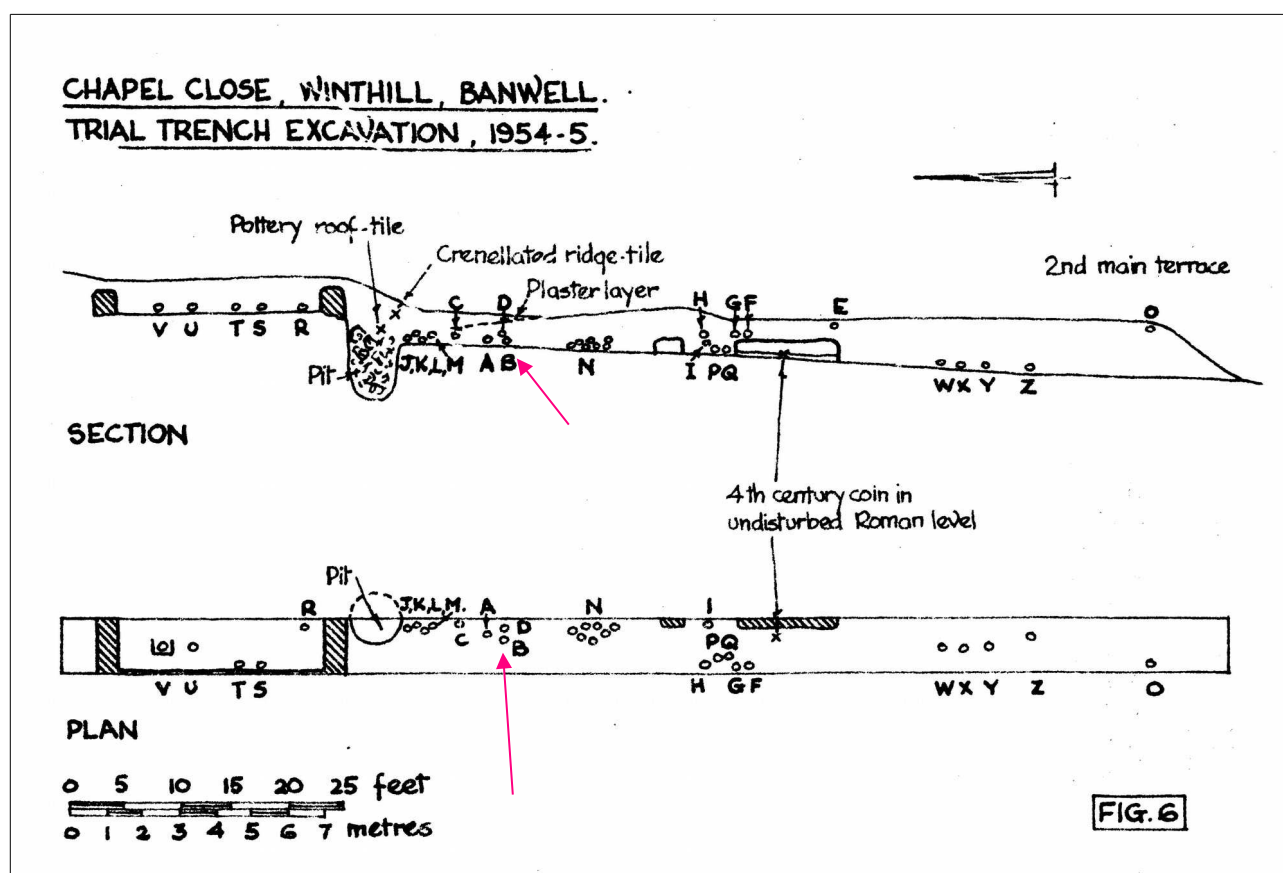 CHAPEL CLOSE, WINTHILL, BANWELL.
TRIAL TRENCH EXCAVATION, 1954-5.
Pottery roof-tile
Crenellated ridge-tile
Plaster layer
2nd main terrace
C D H G F E O
V U T S R
Pit
J,K,L,M A B N I P Q
W X Y Z
SECTION
4th century coin in
undisturbed Roman level
Pit
R J,K,L,M. A N I
C D P Q
B
V U T S H G F W X Y Z O
PLAN
0 5 10 15 20 25 feet
0 1 2 3 4 5 6 7 metres
FIG. 6